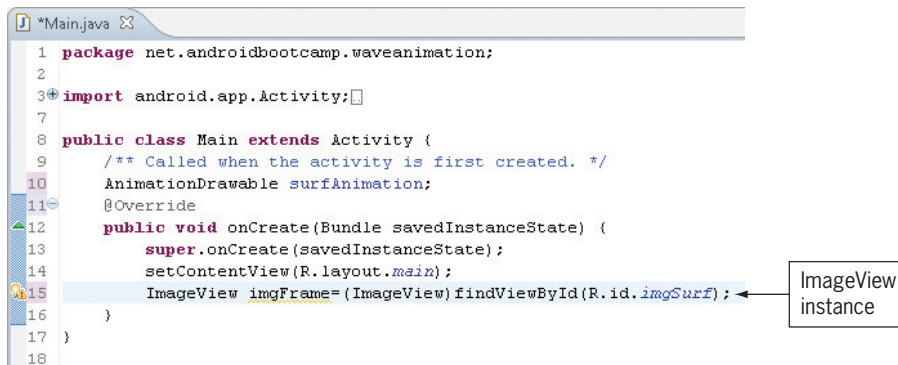 *Main.java
1 package net.androidbootcamp.waveanimation;
2
3 import android.app.Activity;
7
8 public class Main extends Activity {
9 /** Called when the activity is first created. */
10 AnimationDrawable surfAnimation;
11 @Override
12 public void onCreate(Bundle savedInstanceState) {
13 super.onCreate(savedInstanceState);
14 setContentView(R.layout.main);
15 ImageView imgFrame=(ImageView)findViewById(R.id.imgSurf);
16 }
17 }
18
ImageView
instance